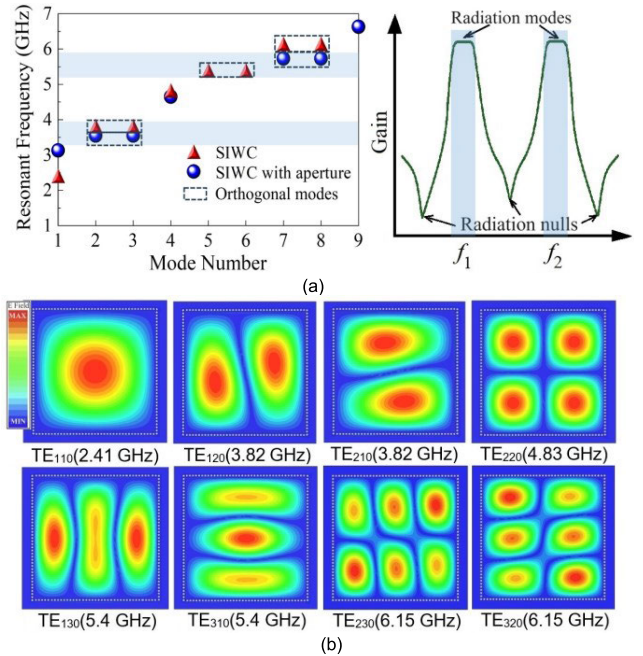 7
6
5
4
3
2
1
Resonant Frequency (GHz)
SIWC
SIWC with aperture
Orthogonal modes
1 2 3 4 5 6 7 8 9
Mode Number
Radiation modes
Gain
Radiation nulls
f1 f2
(a)
E Field
MAX
MIN
TE110(2.41 GHz) TE120(3.82 GHz) TE210(3.82 GHz) TE220(4.83 GHz)
TE130(5.4 GHz) TE310(5.4 GHz) TE230(6.15 GHz) TE320(6.15 GHz)
(b)